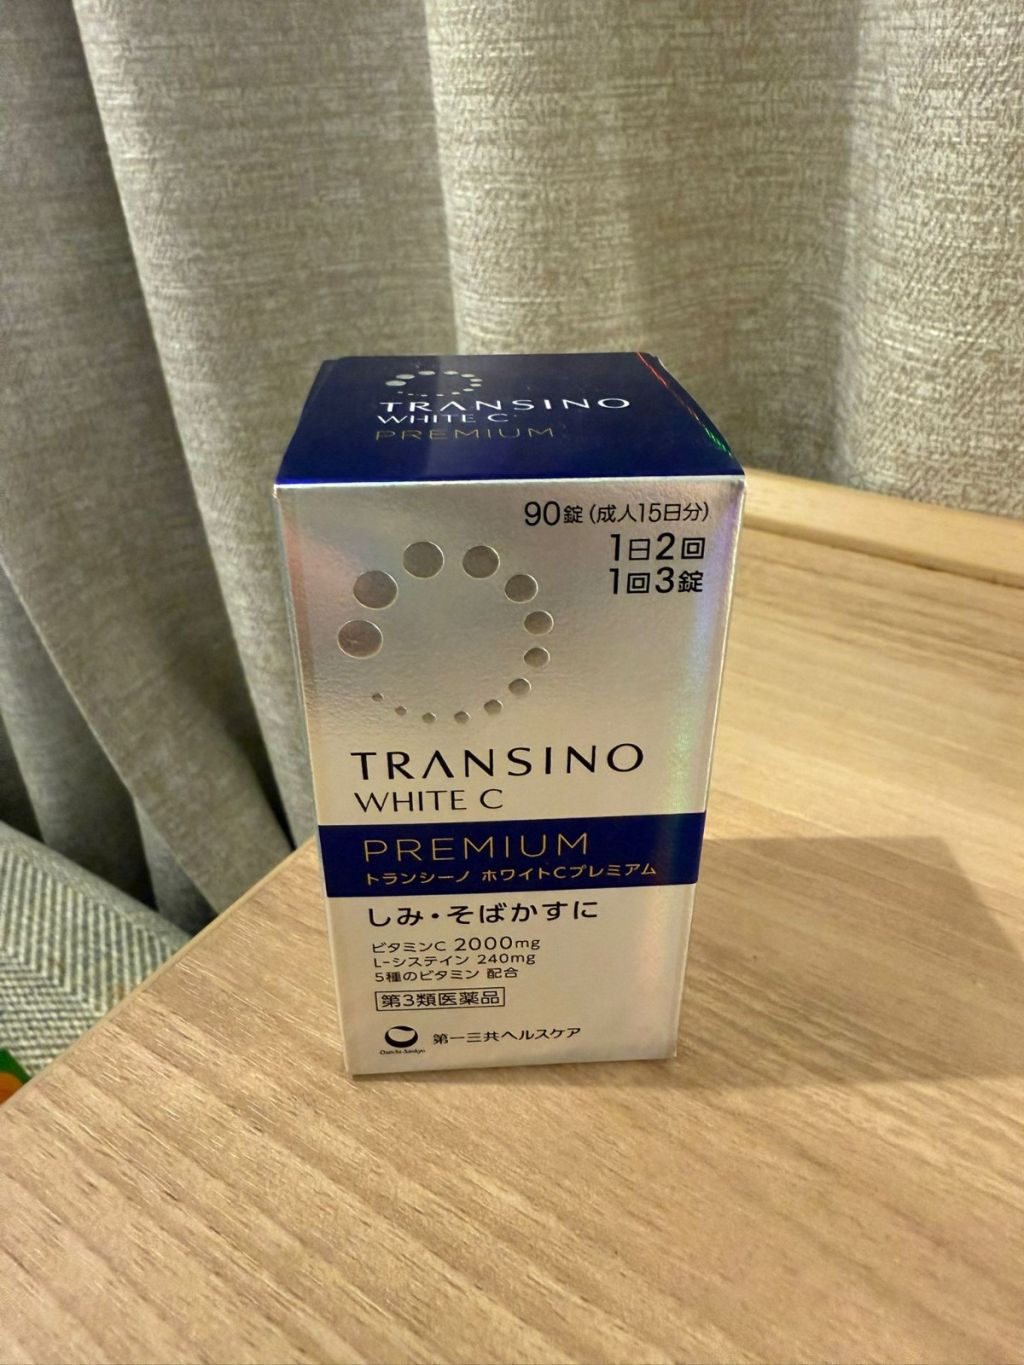 TRANSINO
WHITE C
PREMIUM
90錠(成人15日分)
1日2回
1回3錠
TRANSINO
WHITE C
PREMIUM
トランシーノ ホワイトCプレミアム
しみ・そばかすに
ビタミンC 2000mg
L-システイン 240mg
5種のビタミン 配合
第3類医薬品
Daiichi-Sankyo
第一三共ヘルスケア